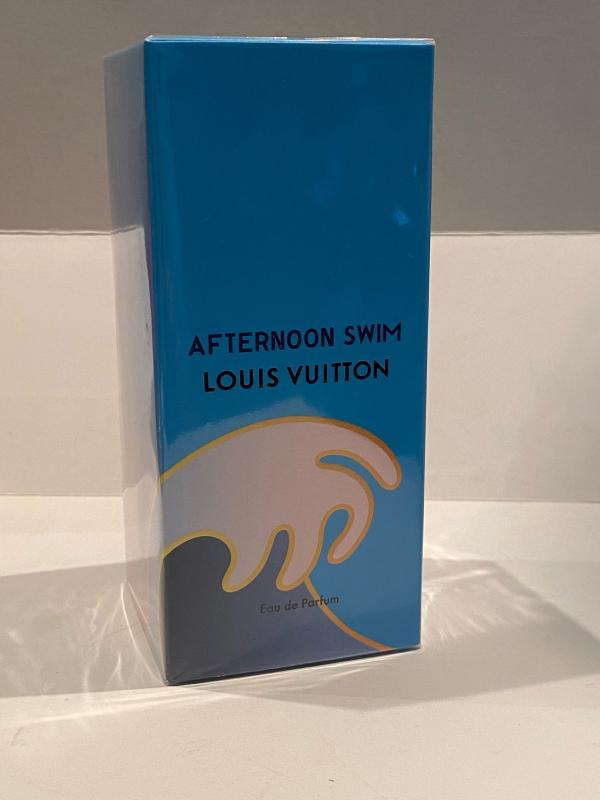 AFTERNOON SWIM
LOUIS VUITTON
Eau de Parfum